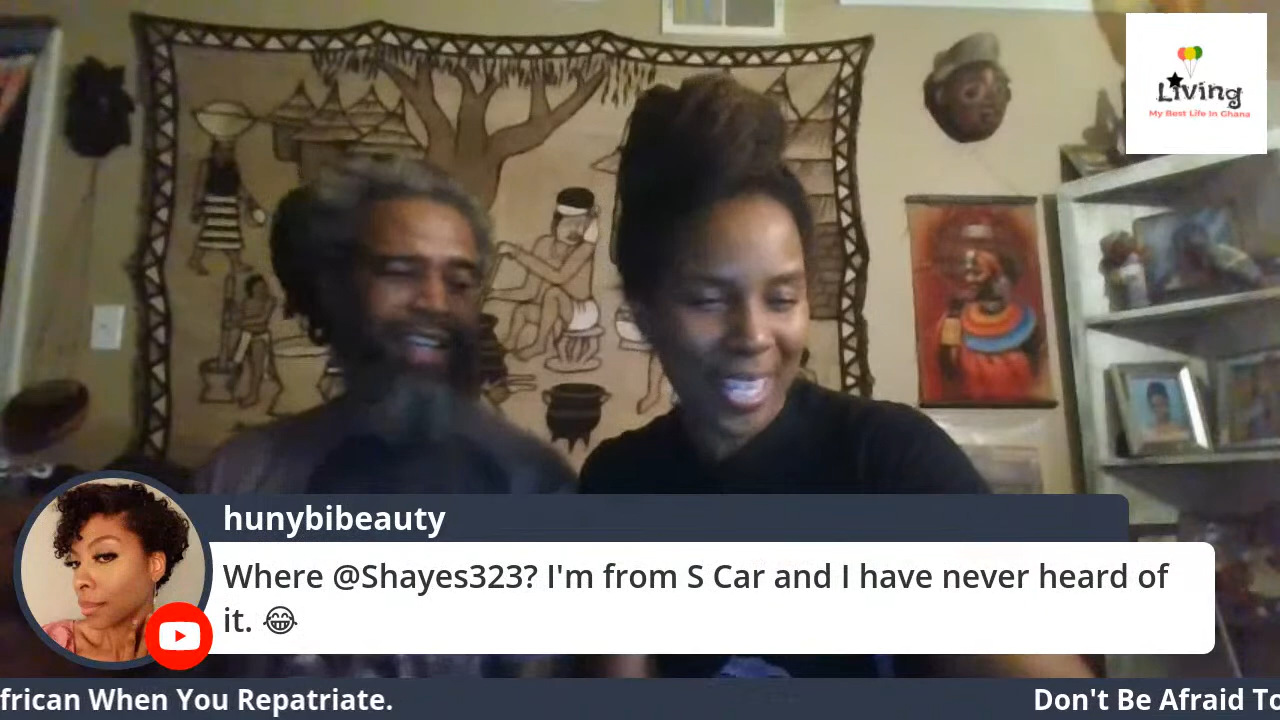 Living
My Best Life In Ghana
hunybibeauty
Where @Shayes323? I'm from S Car and I have never heard of
it. 😂
frican When You Repatriate.
Don't Be Afraid To